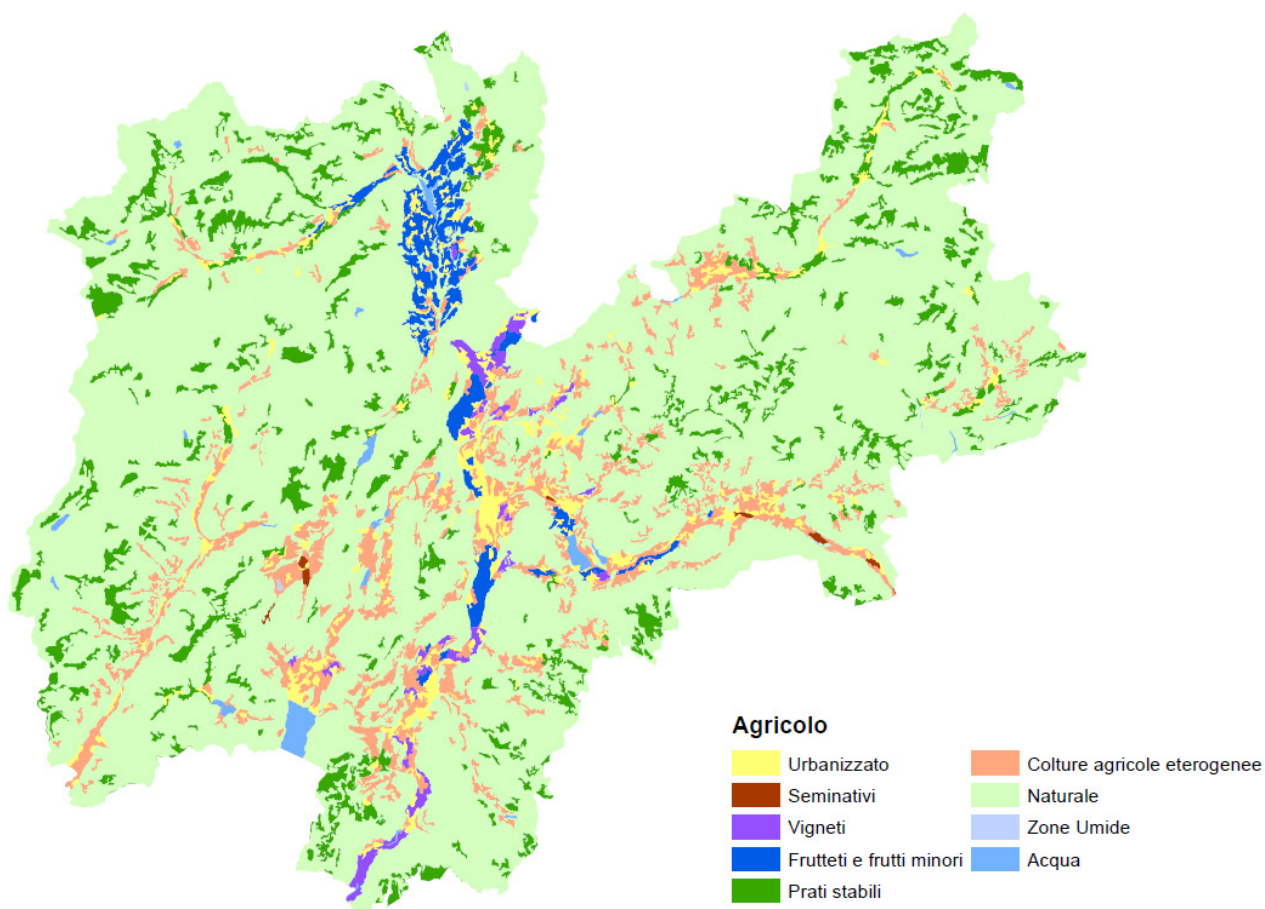 Agricolo
Urbanizzato
Seminativi
Vigneti
Frutteti e frutti minori
Prati stabili
Colture agricole eterogenee
Naturale
Zone Umide
Acqua